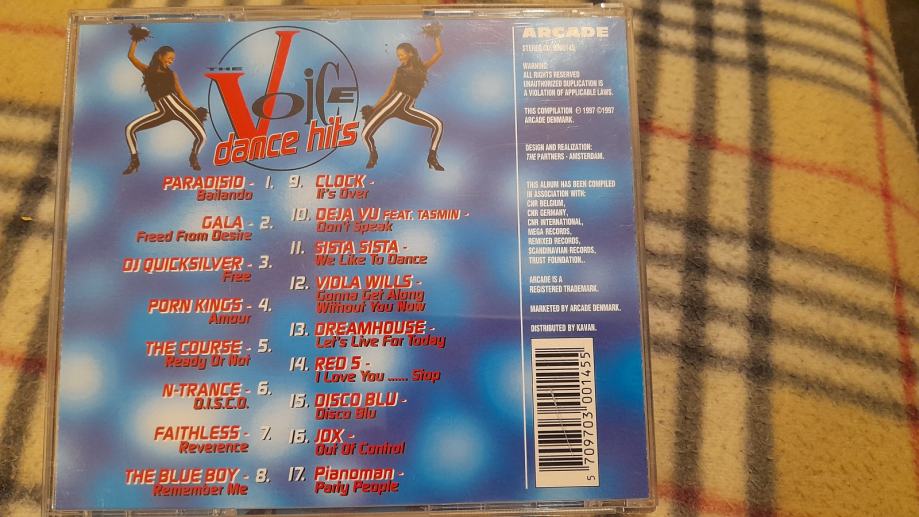 THE
VOICE
dance hits
PARADISIO - 1.
Bailando
GALA - 2.
Freed From Desire
DJ QUICKSILVER - 3.
Free
PORN KINGS - 4.
Amour
THE COURSE - 5.
Ready Or Not
N-TRANCE - 6.
D.I.S.C.O.
FAITHLESS - 7.
Reverence
THE BLUE BOY - 8.
Remember Me
9. CLOCK -
It's Over
10. DEJA VU FEAT. TASMIN -
Don't Speak
11. SISTA SISTA -
We Like To Dance
12. VIOLA WILLS -
Gonna Get Along
Without You Now
13. DREAMHOUSE -
Let's Live For Today
14. RED 5 -
I Love You ...... Stop
15. DISCO BLU -
Disco Blu
16. JOX -
Out Of Control
17. Pianoman -
Party People
ARCADE
STEREO
WARNING:
ALL RIGHTS RESERVED
UNAUTHORIZED DUPLICATION IS
A VIOLATION OF APPLICABLE LAWS.
THIS COMPILATION ℗ 1997 ©1997
ARCADE DENMARK.
DESIGN AND REALIZATION:
THE PARTNERS - AMSTERDAM.
THIS ALBUM HAS BEEN COMPILED
IN ASSOCIATION WITH:
CNR BELGIUM,
CNR GERMANY,
CNR INTERNATIONAL,
MEGA RECORDS,
REMIXED RECORDS,
SCANDINAVIAN RECORDS,
TRUST FOUNDATION..
ARCADE IS A
REGISTERED TRADEMARK.
MARKETED BY ARCADE DENMARK.
DISTRIBUTED BY KAVAN.
5 709703 001455